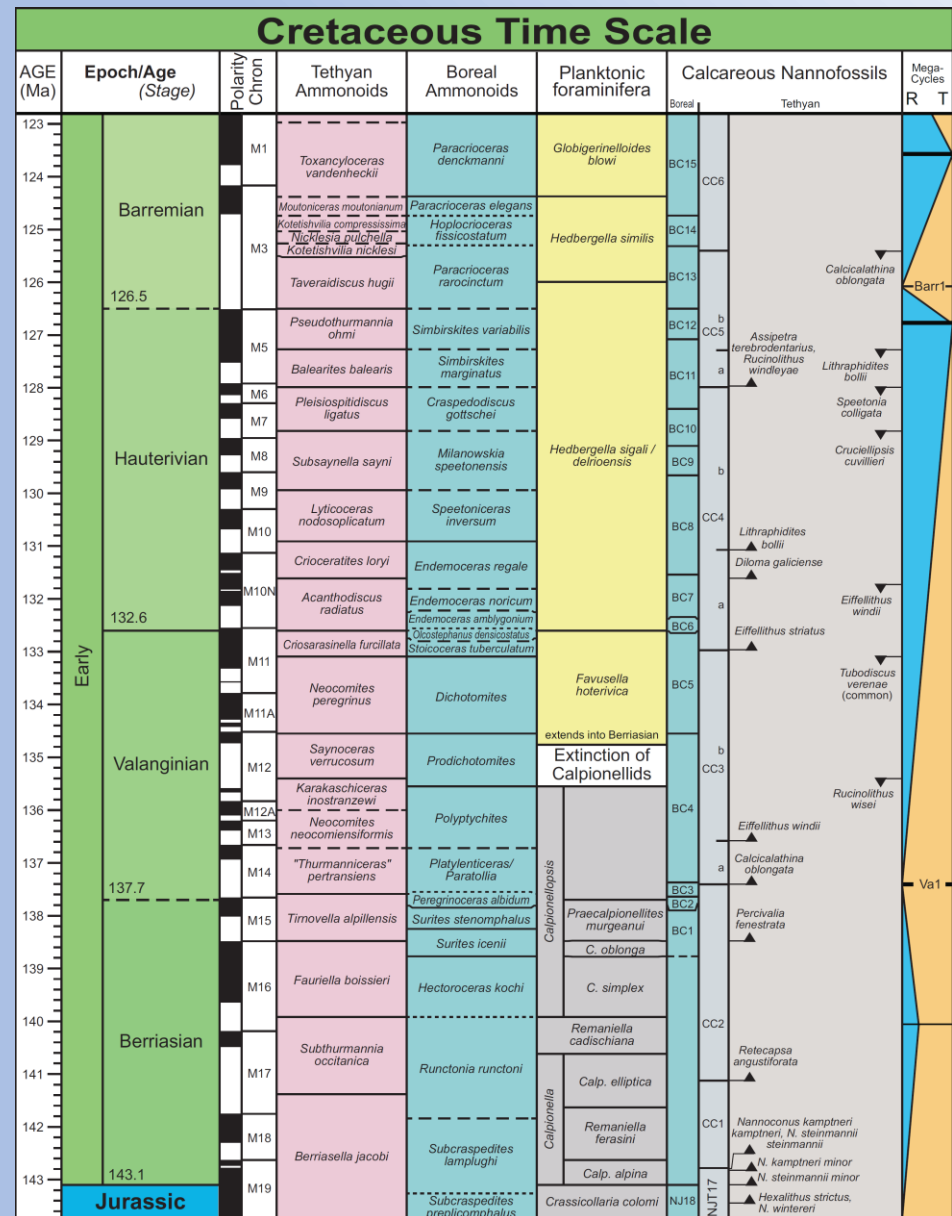 Cretaceous Time Scale
AGE
(Ma)
Epoch/Age
(Stage)
Polarity
Chron
Tethyan
Ammonoids
Boreal
Ammonoids
Planktonic
foraminifera
Calcareous Nannofossils
Boreal
Tethyan
Mega-
Cycles
R T
123
124
125
126
127
128
129
130
131
132
133
134
135
136
137
138
139
140
141
142
143
Early
Barremian
126.5
Hauterivian
132.6
Valanginian
137.7
Berriasian
143.1
Jurassic
M1
M3
M5
M6
M7
M8
M9
M10
M10N
M11
M11A
M12
M12A
M13
M14
M15
M16
M17
M18
M19
Toxancyloceras
vandenheckii
Moutoniceras moutonianum
Kotetishvilia compressissima
Nicklesia pulchella
Kotetishvilia nicklesi
Taveraidiscus hugii
Pseudothurmannia
ohmi
Balearites balearis
Pleisiospitidiscus
ligatus
Subsaynella sayni
Lyticoceras
nodosoplicatum
Crioceratites loryi
Acanthodiscus
radiatus
Criosarasinella furcillata
Neocomites
peregrinus
Saynoceras
verrucosum
Karakaschiceras
inostranzewi
Neocomites
neocomiensiformis
"Thurmanniceras"
pertransiens
Tirnovella alpillensis
Fauriella boissieri
Subthurmannia
occitanica
Berriasella jacobi
Paracrioceras
denckmanni
Paracrioceras elegans
Hoplocrioceras
fissicostatum
Paracrioceras
rarocinctum
Simbirskites variabilis
Simbirskites
marginatus
Craspedodiscus
gottschei
Milanowskia
speetonensis
Speetoniceras
inversum
Endemoceras regale
Endemoceras noricum
Endemoceras amblygonium
Olcostephanus densicostatus
Stoicoceras tuberculatum
Dichotomites
Prodichotomites
Polyptychites
Platylenticeras/
Paratollia
Peregrinoceras albidum
Surites stenomphalus
Surites icenii
Hectoroceras kochi
Runctonia runctoni
Subcraspedites
lamplughi
Subcraspedites
preplicomphalus
Globigerinelloides
blowi
Hedbergella similis
Hedbergella sigali /
delrioensis
Favusella
hoterivica
extends into Berriasian
Extinction of
Calpionellids
Calpionellopsis
Praecalpionellites
murgeanui
C. oblonga
C. simplex
Remaniella
cadischiana
Calpionella
Calp. elliptica
Remaniella
ferasini
Calp. alpina
Crassicollaria colomi
BC15
BC14
BC13
BC12
BC11
BC10
BC9
BC8
BC7
BC6
BC5
BC4
BC3
BC2
BC1
NJ18
CC6
b
CC5
a
b
CC4
a
b
CC3
a
CC2
CC1
NJT17
Calcicalathina
oblongata
Assipetra
terebrodentarius,
Rucinolithus
windleyae
Lithraphidites
bollii
Speetonia
colligata
Cruciellipsis
cuvillieri
Lithraphidites
bollii
Diloma galiciense
Eiffellithus
windii
Eiffellithus striatus
Tubodiscus
verenae
(common)
Rucinolithus
wisei
Eiffellithus windii
Calcicalathina
oblongata
Percivalia
fenestrata
Retecapsa
angustiforata
Nannoconus kamptneri
kamptneri, N. steinmannii
steinmannii
N. kamptneri minor
N. steinmannii minor
Hexalithus strictus,
N. wintereri
Barr1
Va1